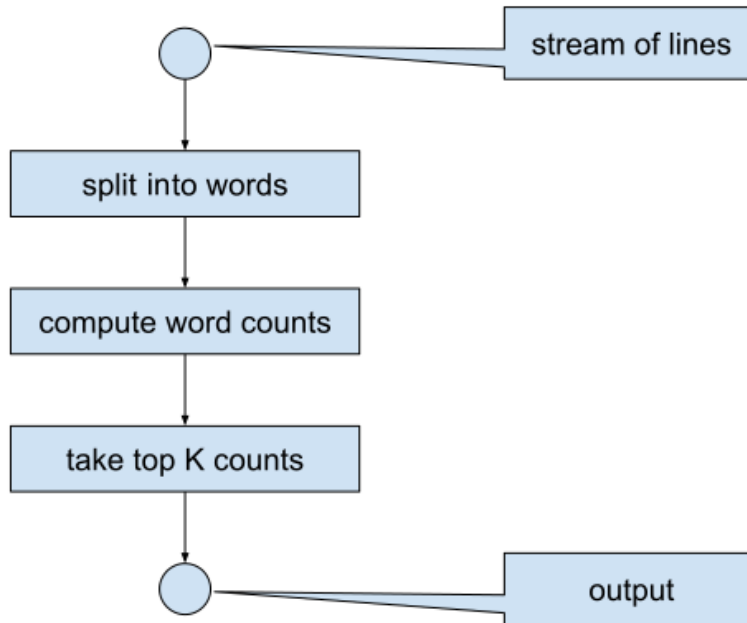 stream of lines
split into words
compute word counts
take top K counts
output